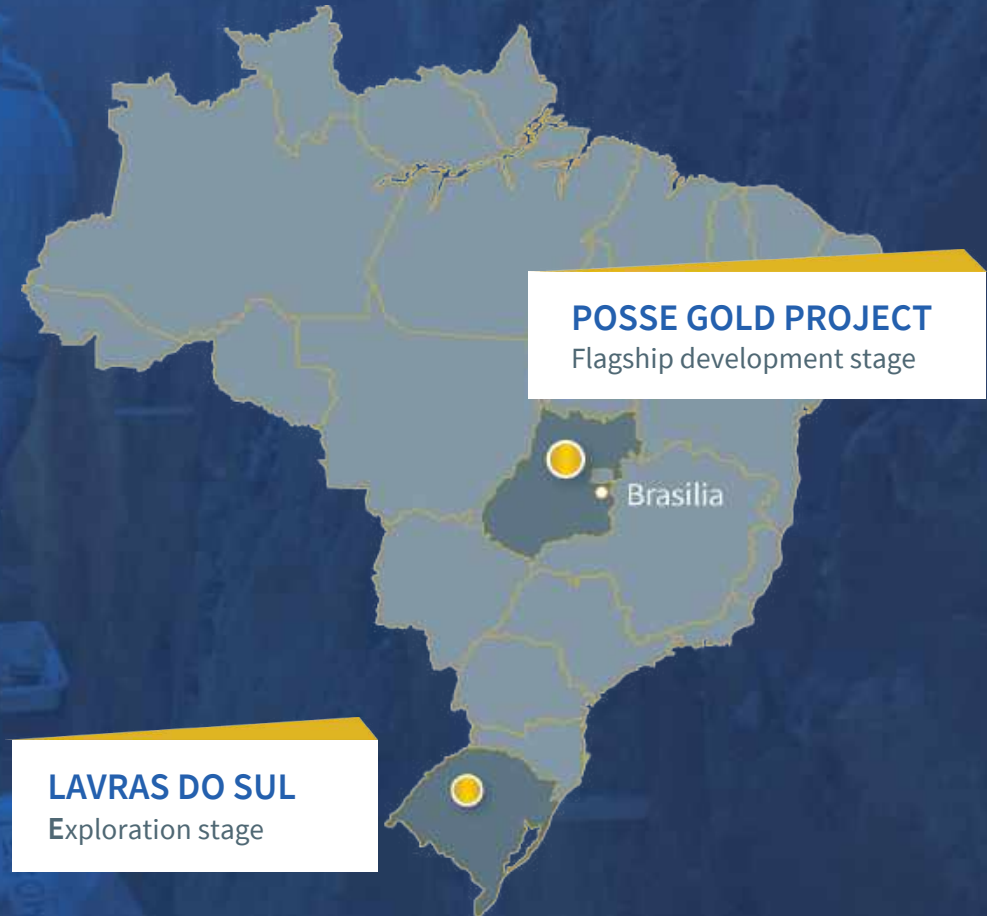 POSSE GOLD PROJECT
Flagship development stage
Brasilia
LAVRAS DO SUL
Exploration stage